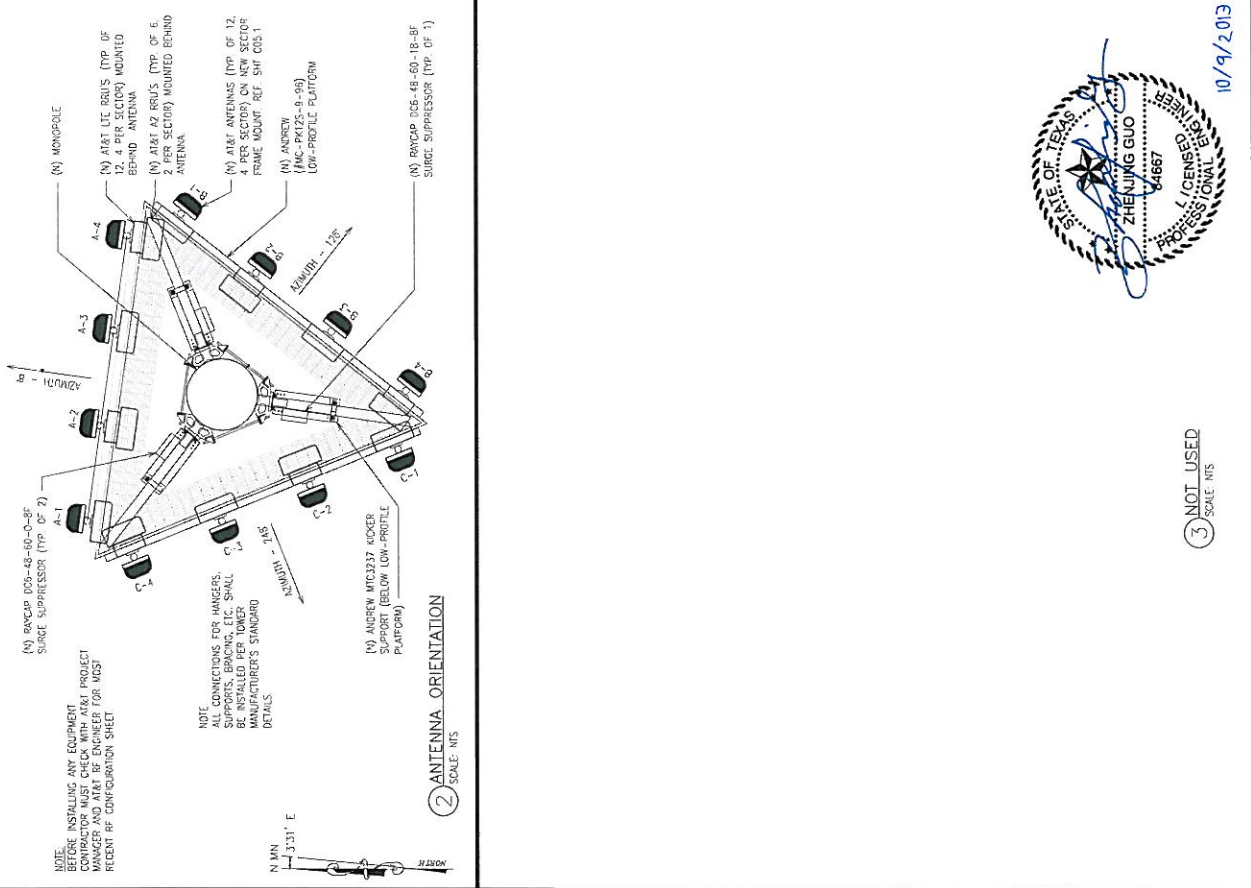 NOTE:
BEFORE INSTALLING ANY EQUIPMENT
CONTRACTOR MUST CHECK WITH AT&T PROJECT
MANAGER AND AT&T RF ENGINEER FOR MOST
RECENT RF CONFIGURATION SHEET
(N) RAYCAP DC6-48-60-0-8F
SURGE SUPPRESSOR (TYP. OF 2)
A-1
A-2
A-3
A-4
AZIMUTH - 8°
(N) MONOPOLE
(N) AT&T LTE RRU'S (TYP. OF
12, 4 PER SECTOR) MOUNTED
BEHIND ANTENNA
(N) AT&T A2 RRU'S (TYP. OF 6,
2 PER SECTOR) MOUNTED BEHIND
ANTENNA.
(N) AT&T ANTENNAS (TYP. OF 12,
4 PER SECTOR) ON NEW SECTOR
FRAME MOUNT. REF. SHT C05.1
(N) ANDREW
(#MC-PK12S-9-96)
LOW-PROFILE PLATFORM
(N) RAYCAP DC6-48-60-18-8F
SURGE SUPPRESSOR (TYP. OF 1)
B-1
B-2
B-3
B-4
AZIMUTH - 128°
C-4
C-3
C-2
C-1
AZIMUTH - 248°
NOTE
ALL CONNECTIONS FOR HANGERS,
SUPPORTS, BRACING, ETC. SHALL
BE INSTALLED PER TOWER
MANUFACTURER'S STANDARD
DETAILS.
(N) ANDREW MTC3237 KICKER
SUPPORT (BELOW LOW-PROFILE
PLATFORM)
N MN
3°31' E
NORTH
2 ANTENNA ORIENTATION
SCALE: NTS
3 NOT USED
SCALE: NTS
STATE OF TEXAS
ZHENJING GUO
84667
LICENSED
PROFESSIONAL ENGINEER
10/9/2013